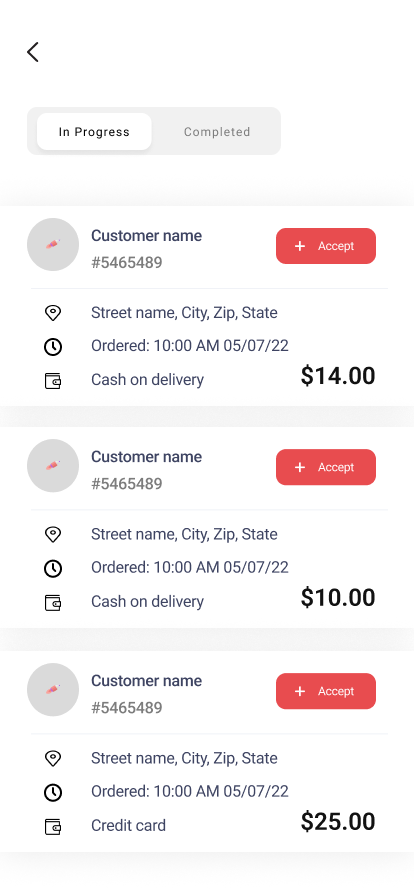 In Progress Completed
Customer name
#5465489
+ Accept
Street name, City, Zip, State
Ordered: 10:00 AM 05/07/22
Cash on delivery
$14.00
Customer name
#5465489
+ Accept
Street name, City, Zip, State
Ordered: 10:00 AM 05/07/22
Cash on delivery
$10.00
Customer name
#5465489
+ Accept
Street name, City, Zip, State
Ordered: 10:00 AM 05/07/22
Credit card
$25.00